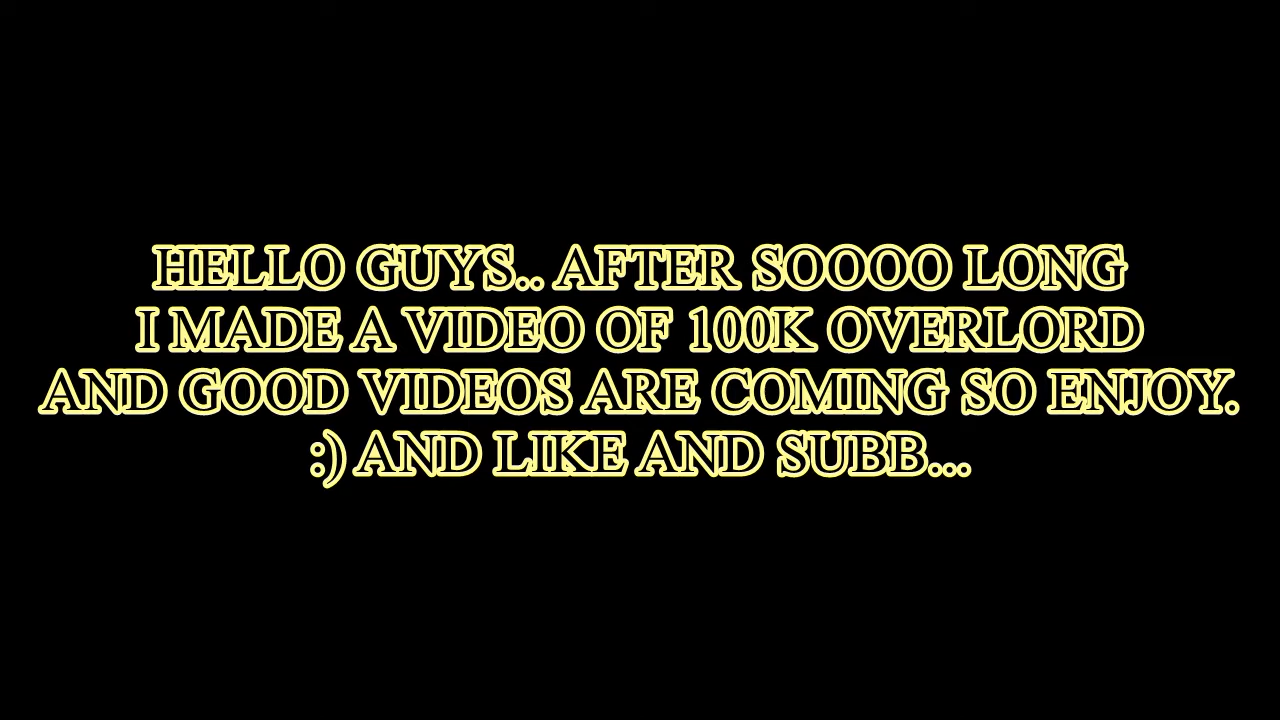 HELLO GUYS.. AFTER SOOOO LONG
I MADE A VIDEO OF 100K OVERLORD
AND GOOD VIDEOS ARE COMING SO ENJOY.
:) AND LIKE AND SUBB...